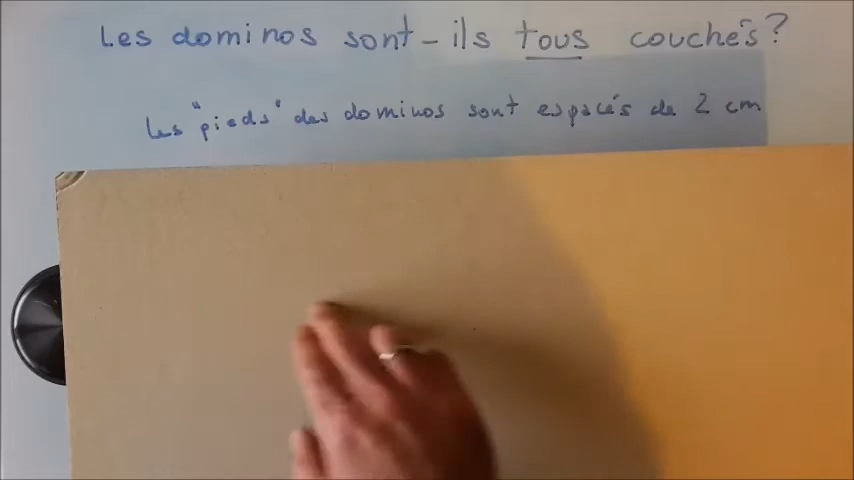 Les dominos sont-ils tous couchés?
Les "pieds" des dominos sont espacés de 2 cm